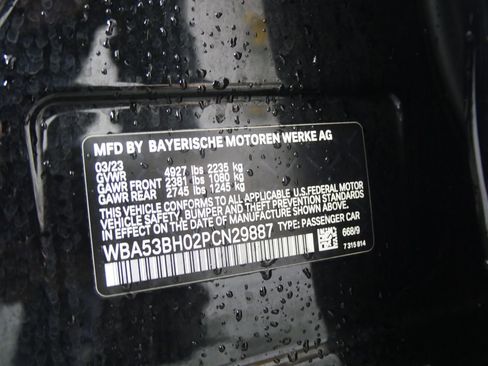 MFD BY BAYERISCHE MOTOREN WERKE AG
03/23
GVWR 4927 lbs 2235 kg
GAWR FRONT 2381 lbs 1080 kg
GAWR REAR 2745 lbs 1245 kg
THIS VEHICLE CONFORMS TO ALL APPLICABLE U.S.FEDERAL MOTOR
VEHICLE SAFETY, BUMPER, AND THEFT PREVENTION STANDARDS
IN EFFECT ON THE DATE OF MANUFACTURE SHOWN ABOVE.
WBA53BH02PCN29887 TYPE: PASSENGER CAR
668/9
7 315 814